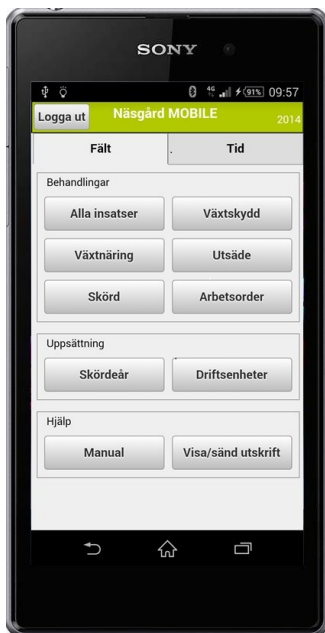 SONY
4G 91% 09:57
Logga ut Näsgård MOBILE 2014
Fält Tid
Behandlingar
Alla insatser Växtskydd
Växtnäring Utsäde
Skörd Arbetsorder
Uppsättning
Skördeår Driftsenheter
Hjälp
Manual Visa/sänd utskrift